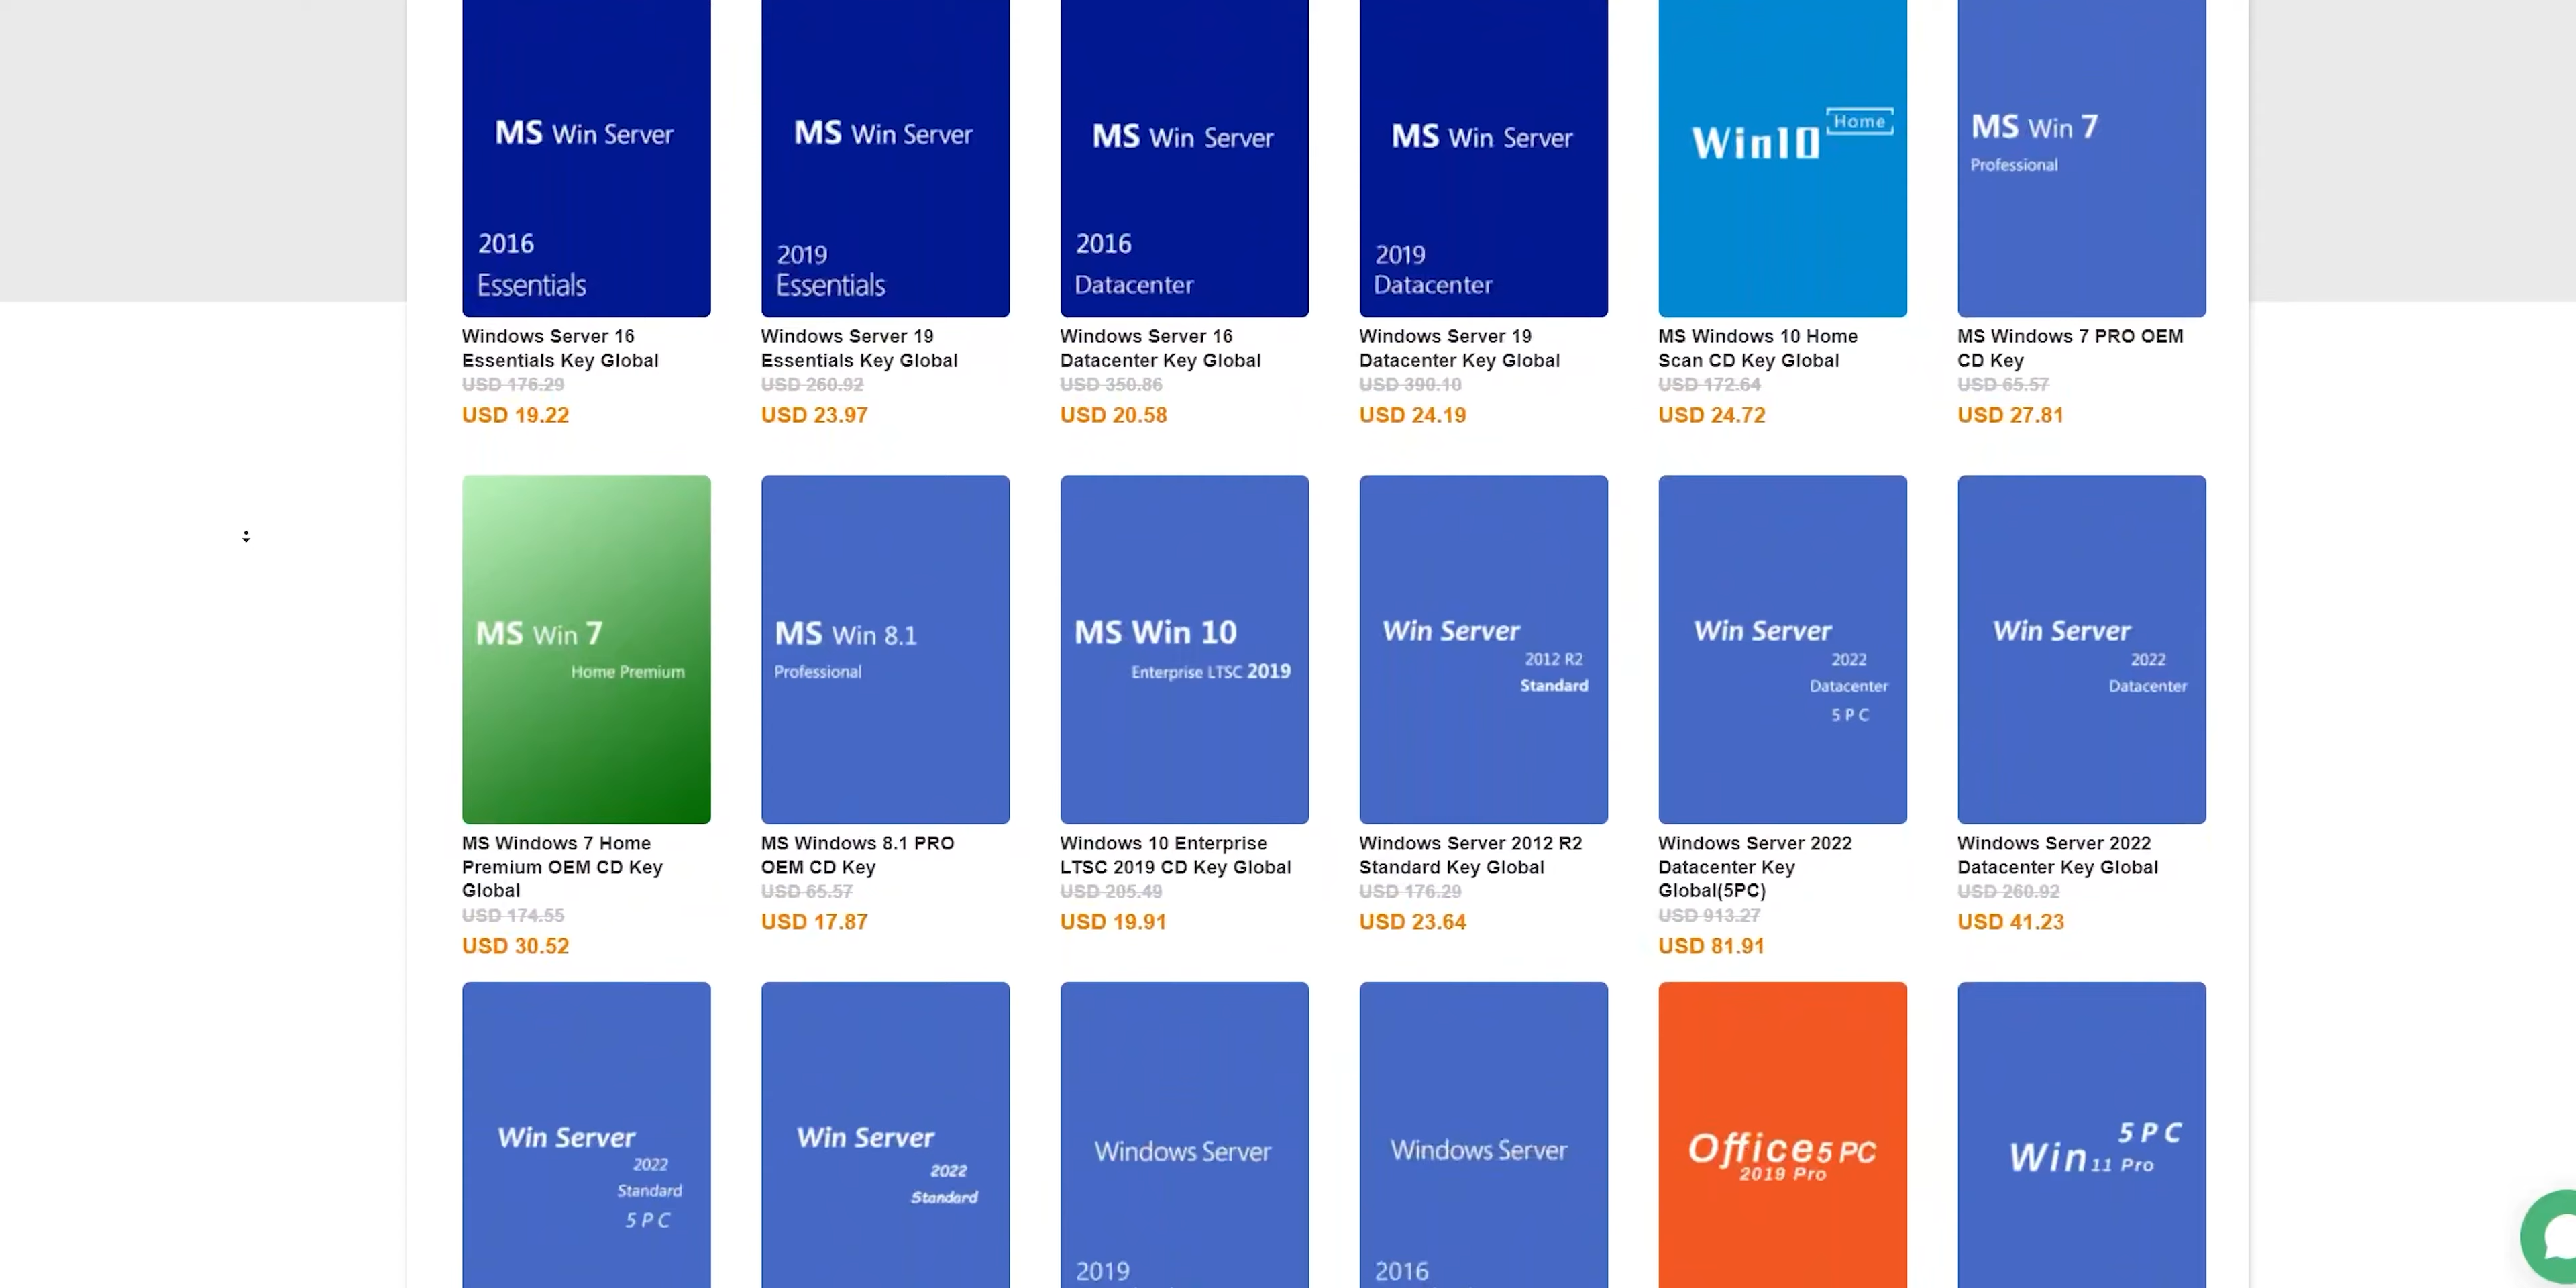 MS Win Server
2016
Essentials
MS Win Server
2019
Essentials
MS Win Server
2016
Datacenter
MS Win Server
2019
Datacenter
Win10 Home
MS Win 7
Professional
Windows Server 16
Essentials Key Global
USD 176.29
USD 19.22
Windows Server 19
Essentials Key Global
USD 260.92
USD 23.97
Windows Server 16
Datacenter Key Global
USD 350.86
USD 20.58
Windows Server 19
Datacenter Key Global
USD 390.10
USD 24.19
MS Windows 10 Home
Scan CD Key Global
USD 172.64
USD 24.72
MS Windows 7 PRO OEM
CD Key
USD 65.57
USD 27.81
MS Win 7
Home Premium
MS Win 8.1
Professional
MS Win 10
Enterprise LTSC 2019
Win Server
2012 R2
Standard
Win Server
2022
Datacenter
5 P C
Win Server
2022
Datacenter
MS Windows 7 Home
Premium OEM CD Key
Global
USD 174.55
USD 30.52
MS Windows 8.1 PRO
OEM CD Key
USD 65.57
USD 17.87
Windows 10 Enterprise
LTSC 2019 CD Key Global
USD 205.49
USD 19.91
Windows Server 2012 R2
Standard Key Global
USD 176.29
USD 23.64
Windows Server 2022
Datacenter Key
Global(5PC)
USD 913.27
USD 81.91
Windows Server 2022
Datacenter Key Global
USD 260.92
USD 41.23
Win Server
2022
Standard
5 P C
Win Server
2022
Standard
Windows Server
2019
Windows Server
2016
Office 5 PC
2019 Pro
5 P C
Win 11 Pro